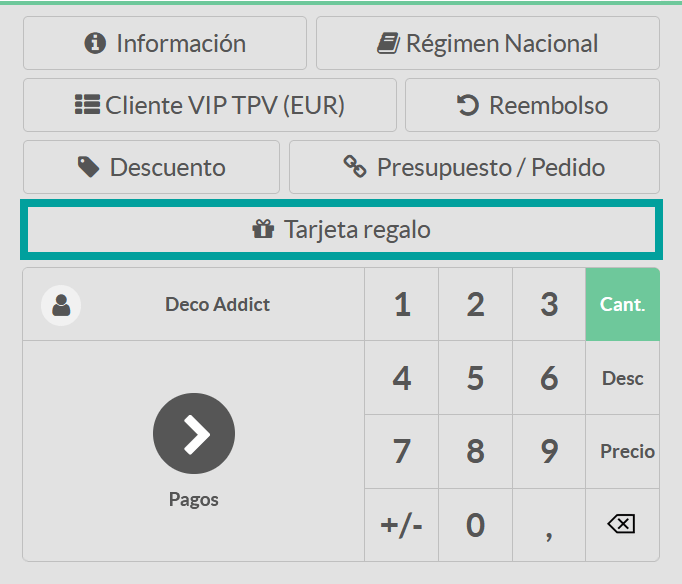 Información
Régimen Nacional
Cliente VIP TPV (EUR)
Reembolso
Descuento
Presupuesto / Pedido
Tarjeta regalo
Deco Addict
1 2 3 Cant.
4 5 6 Desc
7 8 9 Precio
Pagos
+/- 0 ,